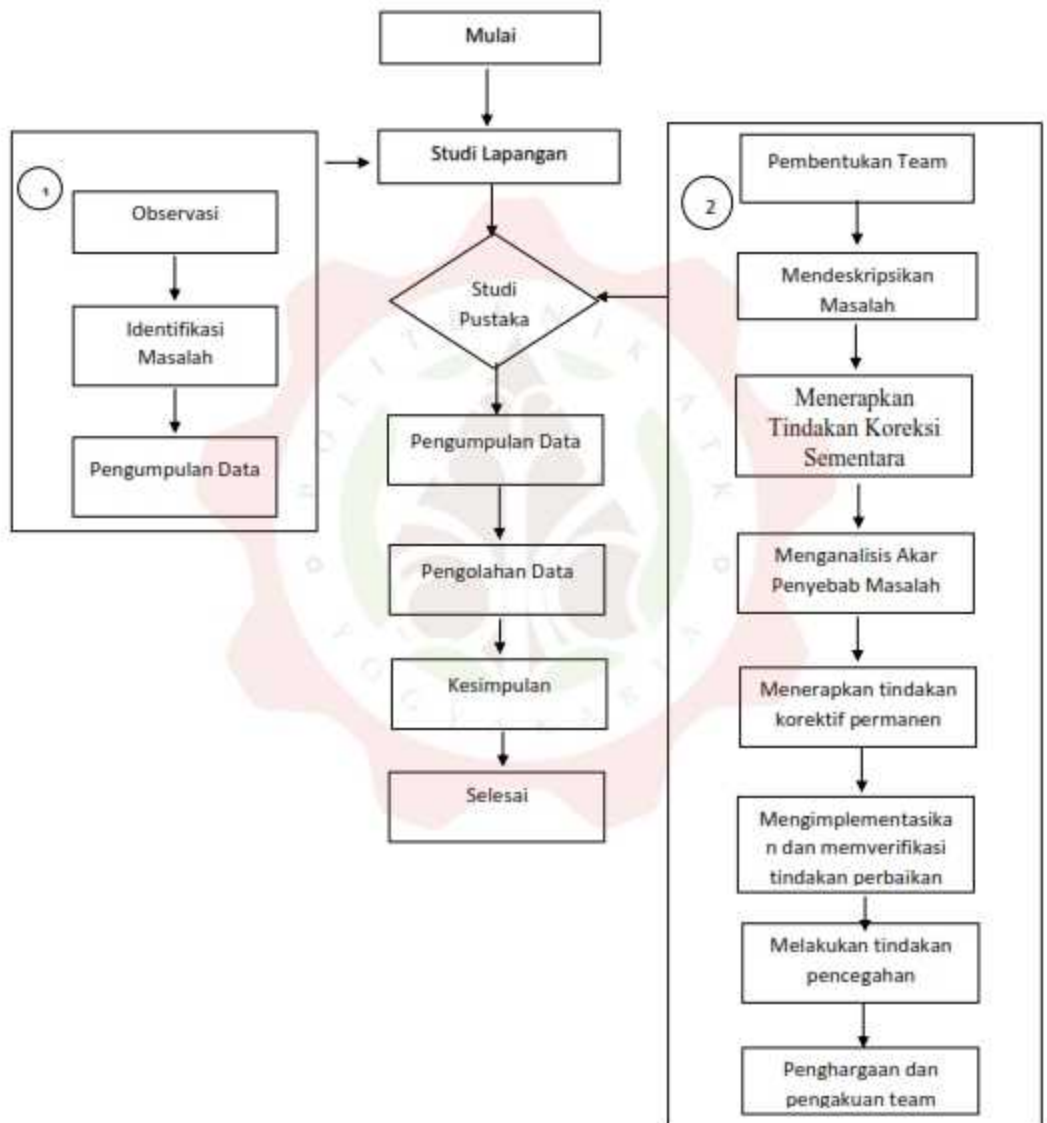 Mulai
Studi Lapangan
Studi
Pustaka
Pengumpulan Data
Pengolahan Data
Kesimpulan
Selesai
1
Observasi
Identifikasi
Masalah
Pengumpulan Data
2
Pembentukan Team
Mendeskripsikan
Masalah
Menerapkan
Tindakan Koreksi
Sementara
Menganalisis Akar
Penyebab Masalah
Menerapkan tindakan
korektif permanen
Mengimplementasika
n dan memverifikasi
tindakan perbaikan
Melakukan tindakan
pencegahan
Penghargaan dan
pengakuan team